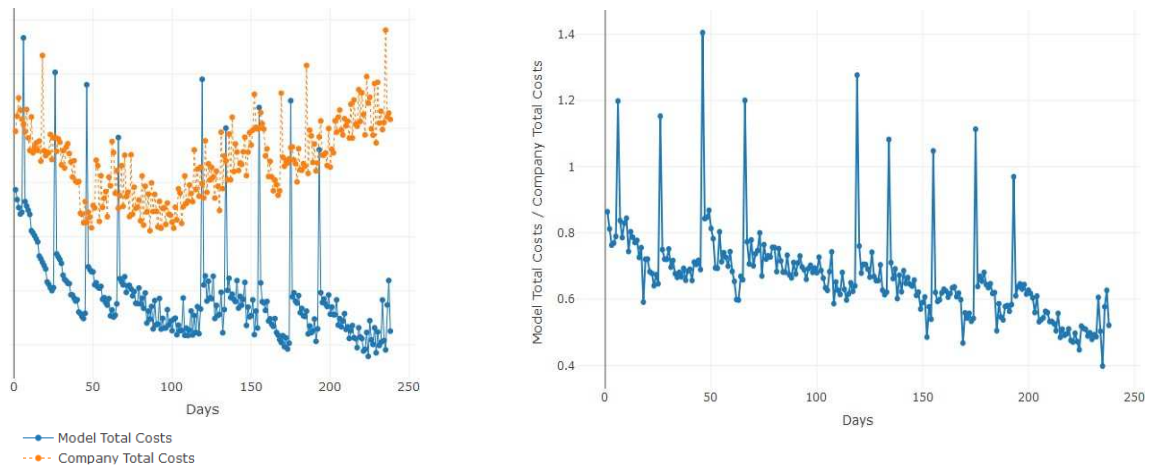 0 50 100 150 200 250
Days
Model Total Costs
Company Total Costs
Model Total Costs / Company Total Costs
1.4
1.2
1
0.8
0.6
0.4
0 50 100 150 200 250
Days